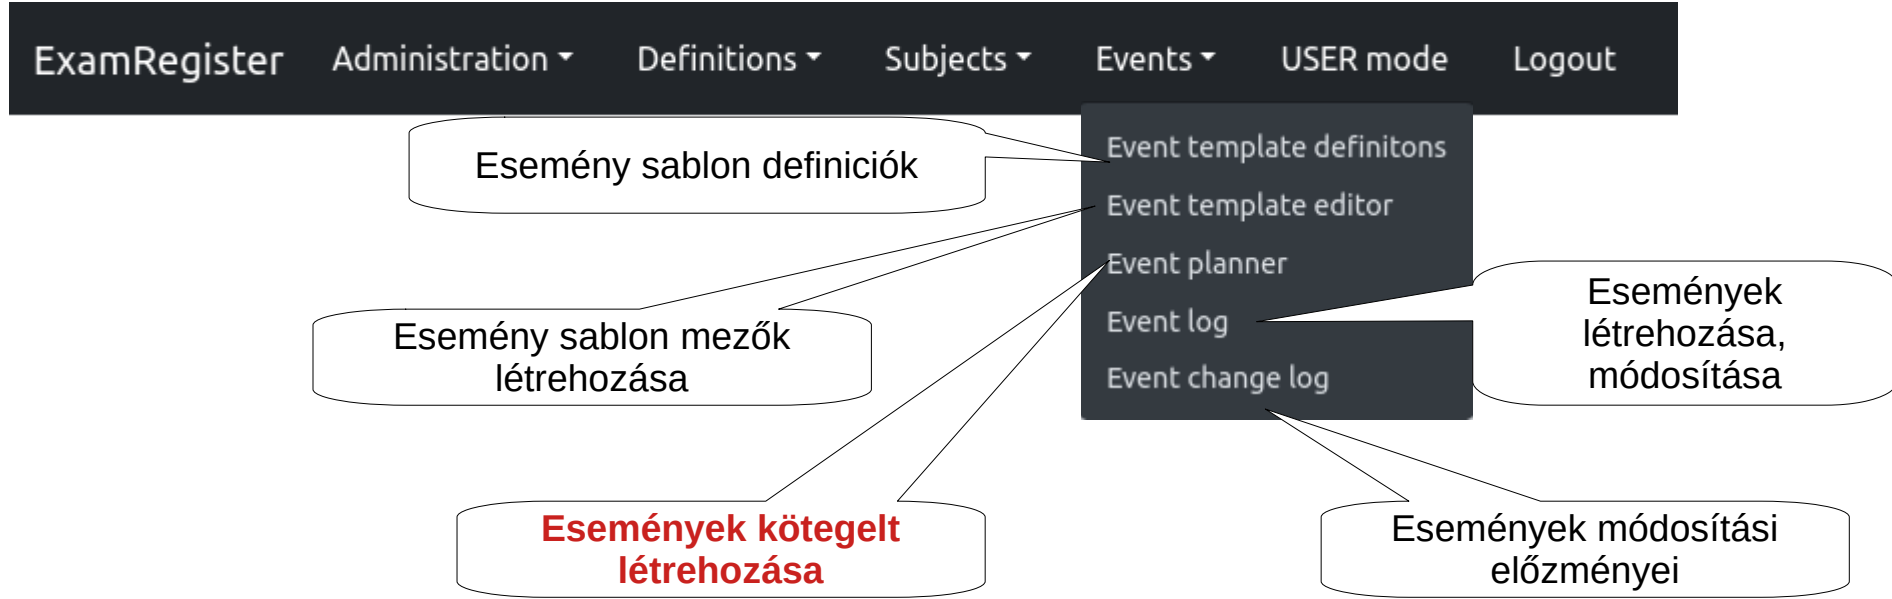 ExamRegister Administration Definitions Subjects Events USER mode Logout
Esemény sablon definiciók
Event template definitons
Event template editor
Event planner
Event log
Event change log
Esemény sablon mezők
létrehozása
Események
létrehozása,
módosítása
Események kötegelt
létrehozása
Események módosítási
előzményei